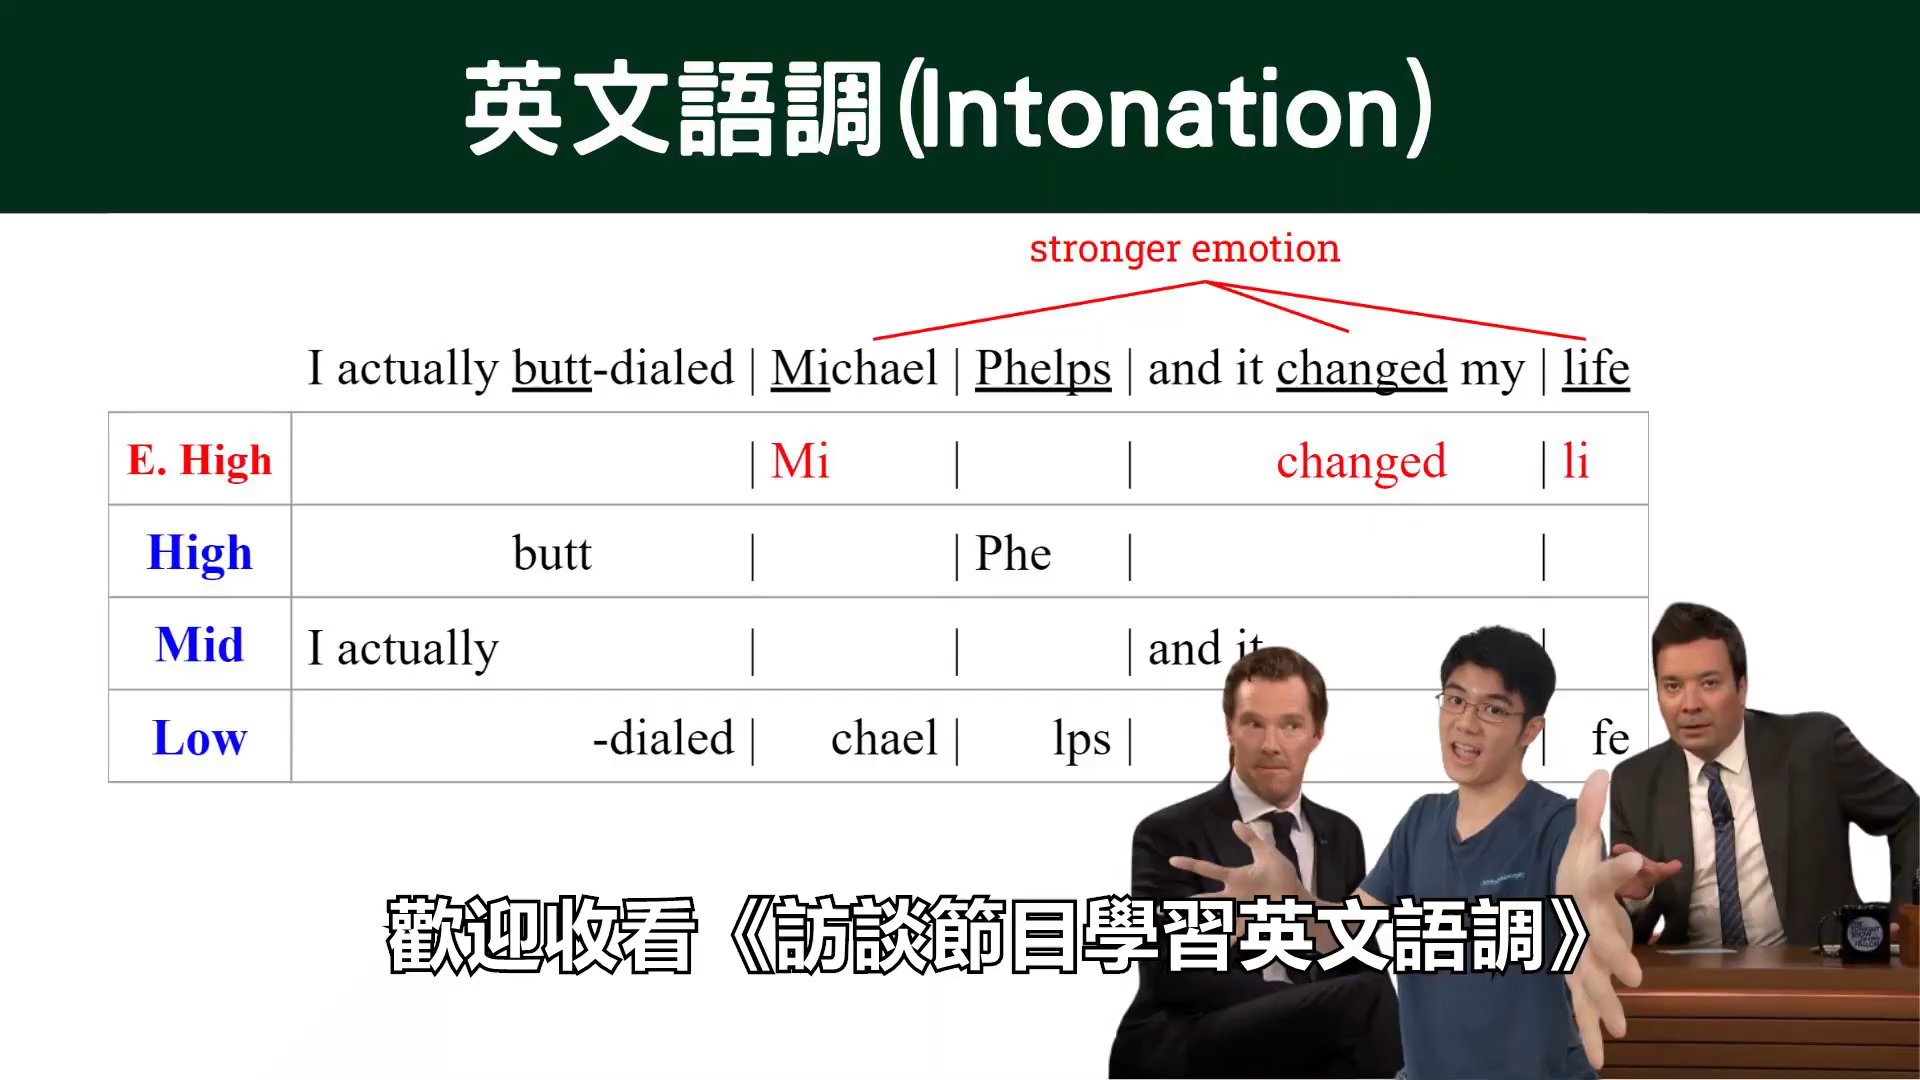 英文語調(Intonation)
stronger emotion
I actually butt-dialed | Michael | Phelps | and it changed my | life
E. High | Mi | | changed | li
High butt | | Phe | |
Mid I actually | | | and it |
Low -dialed | chael | lps | | fe
歡迎收看《訪談節目學習英文語調》